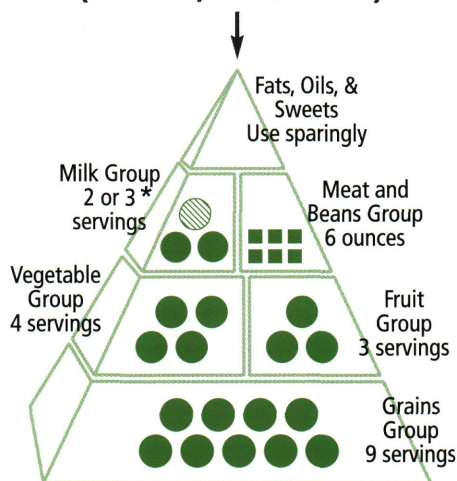 Fats, Oils, &
Sweets
Use sparingly
Milk Group
2 or 3 *
servings
Meat and
Beans Group
6 ounces
Vegetable
Group
4 servings
Fruit
Group
3 servings
Grains
Group
9 servings